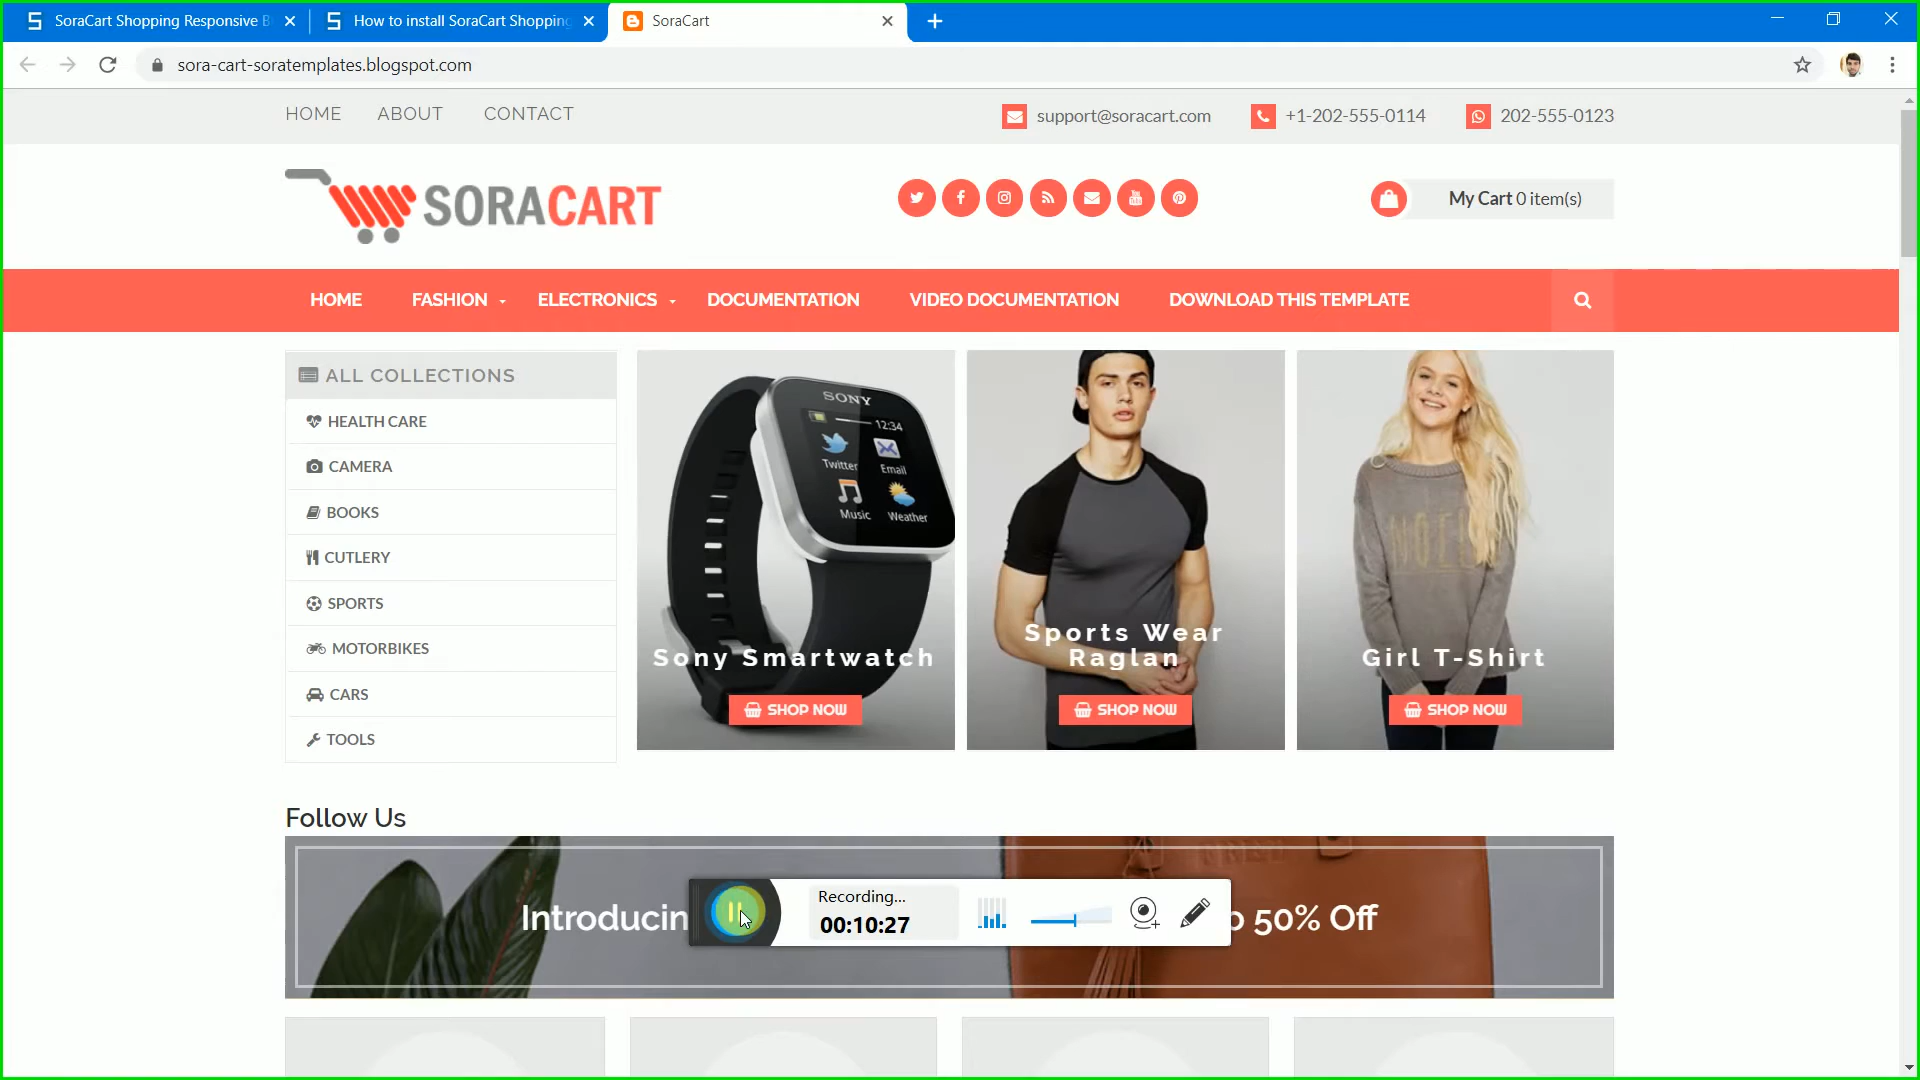 SoraCart Shopping Responsive B
How to install SoraCart Shopping
SoraCart
sora-cart-soratemplates.blogspot.com
HOME ABOUT CONTACT
support@soracart.com +1-202-555-0114 202-555-0123
SORACART
My Cart 0 item(s)
HOME FASHION ELECTRONICS DOCUMENTATION VIDEO DOCUMENTATION DOWNLOAD THIS TEMPLATE
ALL COLLECTIONS
HEALTH CARE
CAMERA
BOOKS
CUTLERY
SPORTS
MOTORBIKES
CARS
TOOLS
SONY
12:34
Twitter Email
Music Weather
Sony Smartwatch
SHOP NOW
Sports Wear
Raglan
SHOP NOW
Girl T-Shirt
SHOP NOW
Follow Us
Introducin
50% Off
Recording...
00:10:27